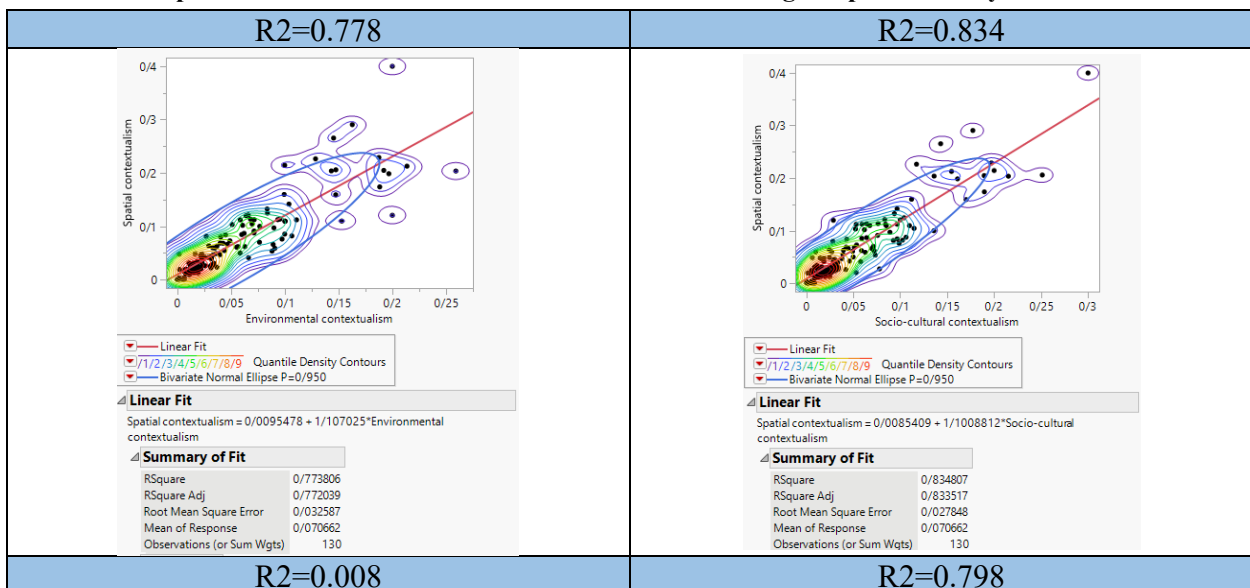 R2=0.778
R2=0.834
0/4
0/3
0/2
0/1
0
Spatial contextualism
0 0/05 0/1 0/15 0/2 0/25
Environmental contextualism
Linear Fit
/1/2/3/4/5/6/7/8/9 Quantile Density Contours
Bivariate Normal Ellipse P=0/950
Linear Fit
Spatial contextualism = 0/0095478 + 1/107025*Environmental
contextualism
Summary of Fit
RSquare 0/773806
RSquare Adj 0/772039
Root Mean Square Error 0/032587
Mean of Response 0/070662
Observations (or Sum Wgts) 130
0/4
0/3
0/2
0/1
0
Spatial contextualism
0 0/05 0/1 0/15 0/2 0/25 0/3
Socio-cultural contextualism
Linear Fit
/1/2/3/4/5/6/7/8/9 Quantile Density Contours
Bivariate Normal Ellipse P=0/950
Linear Fit
Spatial contextualism = 0/0085409 + 1/1008812*Socio-cultural
contextualism
Summary of Fit
RSquare 0/834807
RSquare Adj 0/833517
Root Mean Square Error 0/027848
Mean of Response 0/070662
Observations (or Sum Wgts) 130
R2=0.008
R2=0.798